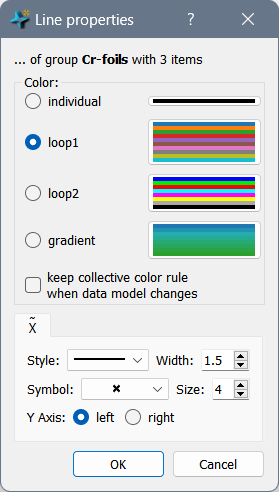 Line properties ?
... of group Cr-foils with 3 items
Color:
individual
loop1
loop2
gradient
keep collective color rule
when data model changes
X̃
Style: Width: 1.5
Symbol: Size: 4
Y Axis: left right
OK Cancel